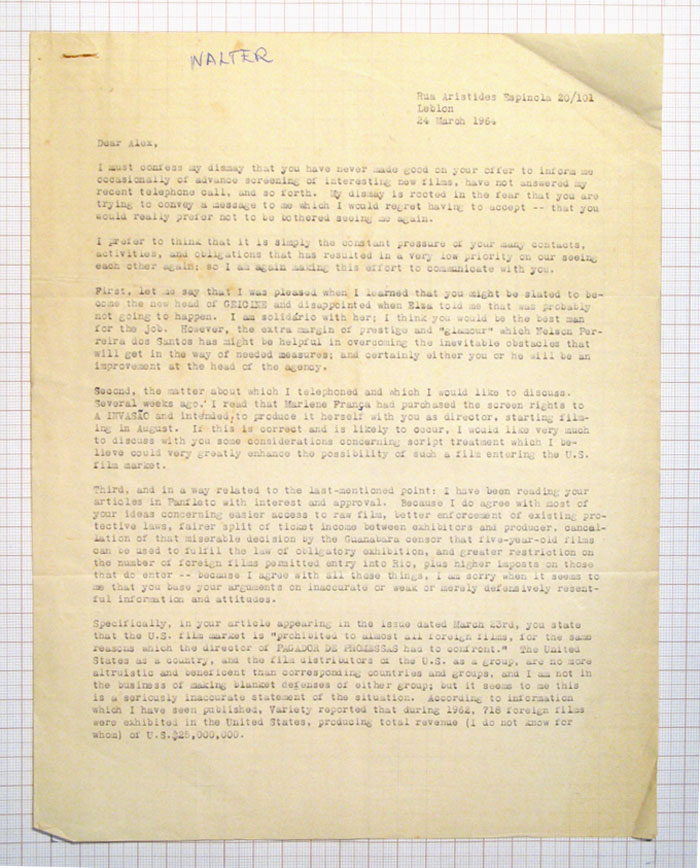 WALTER
Rua Aristides Espinola 20/101
Leblon
24 March 1964
Dear Alex,
I must confess my dismay that you have never made good on your offer to inform me
occasionally of advance screening of interesting new films, have not answered my
recent telephone call, and so forth. My dismay is rooted in the fear that you are
trying to convey a message to me which I would regret having to accept -- that you
would really prefer not to be bothered seeing me again.
I prefer to think that it is simply the constant pressure of your many contacts,
activities, and obligations that has resulted in a very low priority on our seeing
each other again; so I am again making this effort to communicate with you.
First, let me say that I was pleased when I learned that you might be slated to be-
come the new head of GEICINE and disappointed when Elsa told me that was probably
not going to happen. I am solidário with her; I think you would be the best man
for the job. However, the extra margin of prestige and "glamour" which Nelson Per-
reira dos Santos has might be helpful in overcoming the inevitable obstacles that
will get in the way of needed measures; and certainly either you or he will be an
improvement at the head of the agency.
Second, the matter about which I telephoned and which I would like to discuss.
Several weeks ago, I read that Marlene França had purchased the screen rights to
A INVASÃO and intended to produce it herself with you as director, starting film-
ing in August. If this is correct and is likely to occur, I would like very much
to discuss with you some considerations concerning script treatment which I be-
lieve could very greatly enhance the possibility of such a film entering the U.S.
film market.
Third, and in a way related to the last-mentioned point: I have been reading your
articles in Panfleto with interest and approval. Because I do agree with most of
your ideas concerning easier access to raw film, better enforcement of existing pro-
tective laws, fairer split of ticket income between exhibitors and producer, cancel-
lation of that miserable decision by the Guanabara censor that five-year-old films
can be used to fulfil the law of obligatory exhibition, and greater restriction on
the number of foreign films permitted entry into Rio, plus higher imposts on those
that do enter -- because I agree with all these things, I am sorry when it seems to
me that you base your arguments on inaccurate or weak or merely defensively resent-
ful information and attitudes.
Specifically, in your article appearing in the issue dated March 23rd, you state
that the U.S. film market is "prohibited to almost all foreign films, for the same
reasons which the director of PAGADOR DE PROMESSAS had to confront." The United
States as a country, and the film distributors of the U.S. as a group, are no more
altruistic and beneficent than corresponding countries and groups, and I am not in
the business of making blanket defenses of either group; but it seems to me this
is a seriously inaccurate statement of the situation. According to information
which I have seen published, Variety reported that during 1962, 718 foreign films
were exhibited in the United States, producing total revenue (I do not know for
whom) of U.S.$25,000,000.